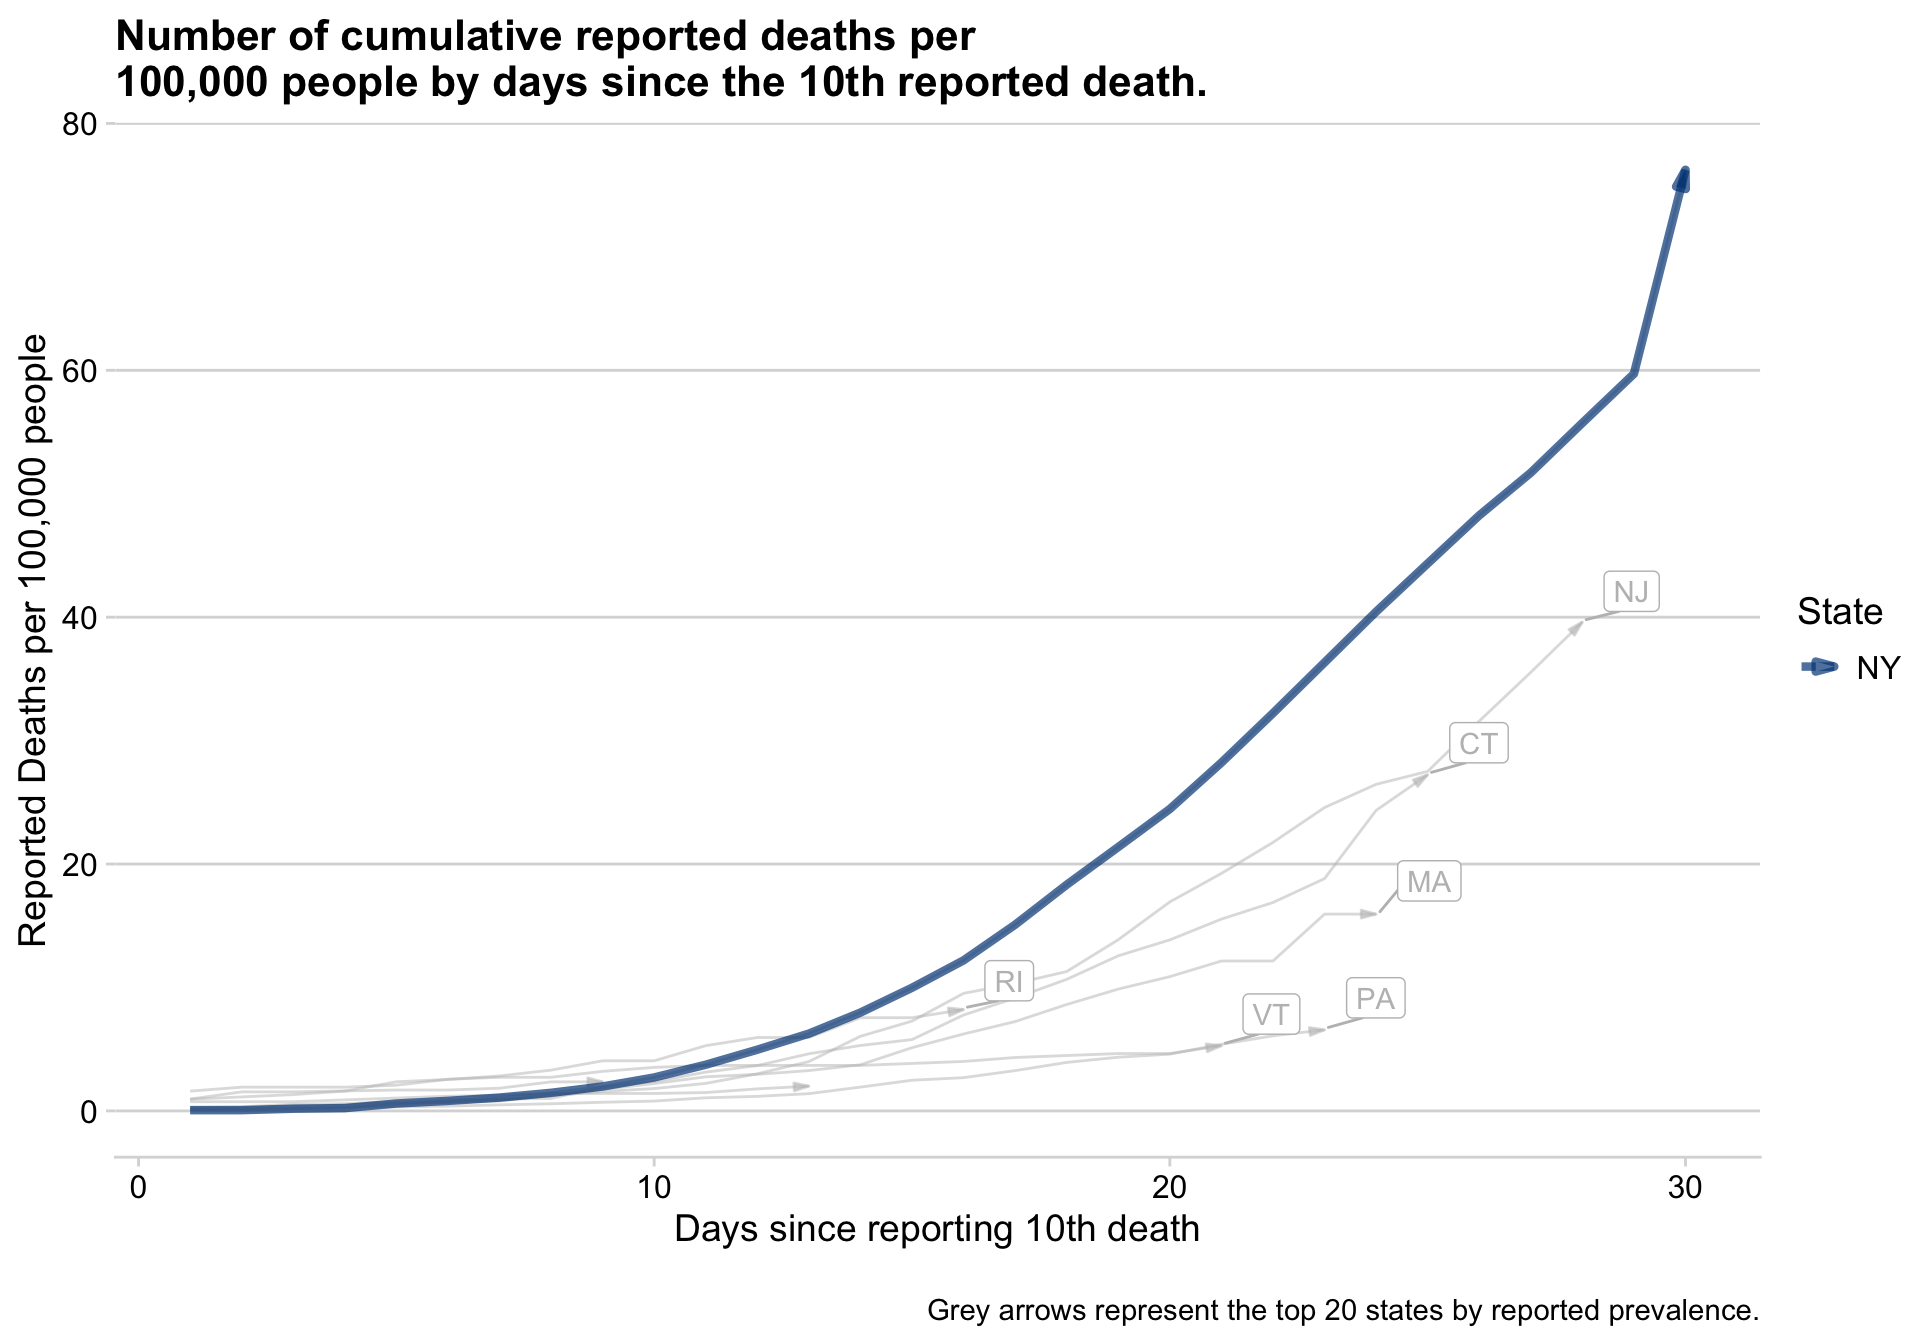 Number of cumulative reported deaths per
100,000 people by days since the 10th reported death.
80
60
40
20
0
Reported Deaths per 100,000 people
NJ
CT
MA
RI
PA
VT
State
NY
0 10 20 30
Days since reporting 10th death
Grey arrows represent the top 20 states by reported prevalence.